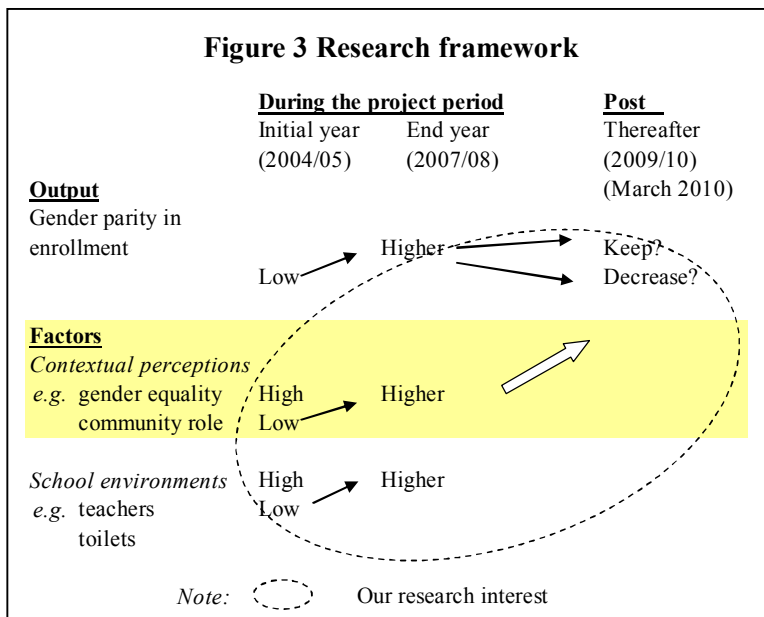 Figure 3 Research framework
During the project period Post
Initial year End year Thereafter
(2004/05) (2007/08) (2009/10)
Output (March 2010)
Gender parity in
enrollment Higher Keep?
Low Decrease?
Factors
Contextual perceptions
e.g. gender equality High Higher
community role Low
School environments High Higher
e.g. teachers Low
toilets
Note: Our research interest